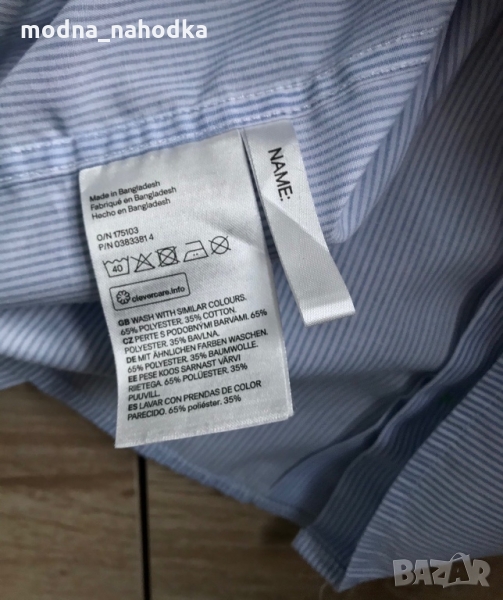 modna_nahodka
NAME:
Made in Bangladesh
Fabriqué en Bangladesh
Hecho en Bangladesh
O/N 175103
P/N 0383381 4
40
clevercare.info
GB WASH WITH SIMILAR COLOURS.
65% POLYESTER. 35% COTTON.
CZ PERTE S PODOBNÝMI BARVAMI. 65%
POLYESTER. 35% BAVLNA.
DE MIT ÄHNLICHEN FARBEN WASCHEN.
65% POLYESTER. 35% BAUMWOLLE.
EE PESE KOOS SARNAST VÄRVI
RIIETEGA. 65% POLÜESTER. 35%
PUUVILL.
ES LAVAR CON PRENDAS DE COLOR
PARECIDO. 65% poliéster. 35%
BAZAR